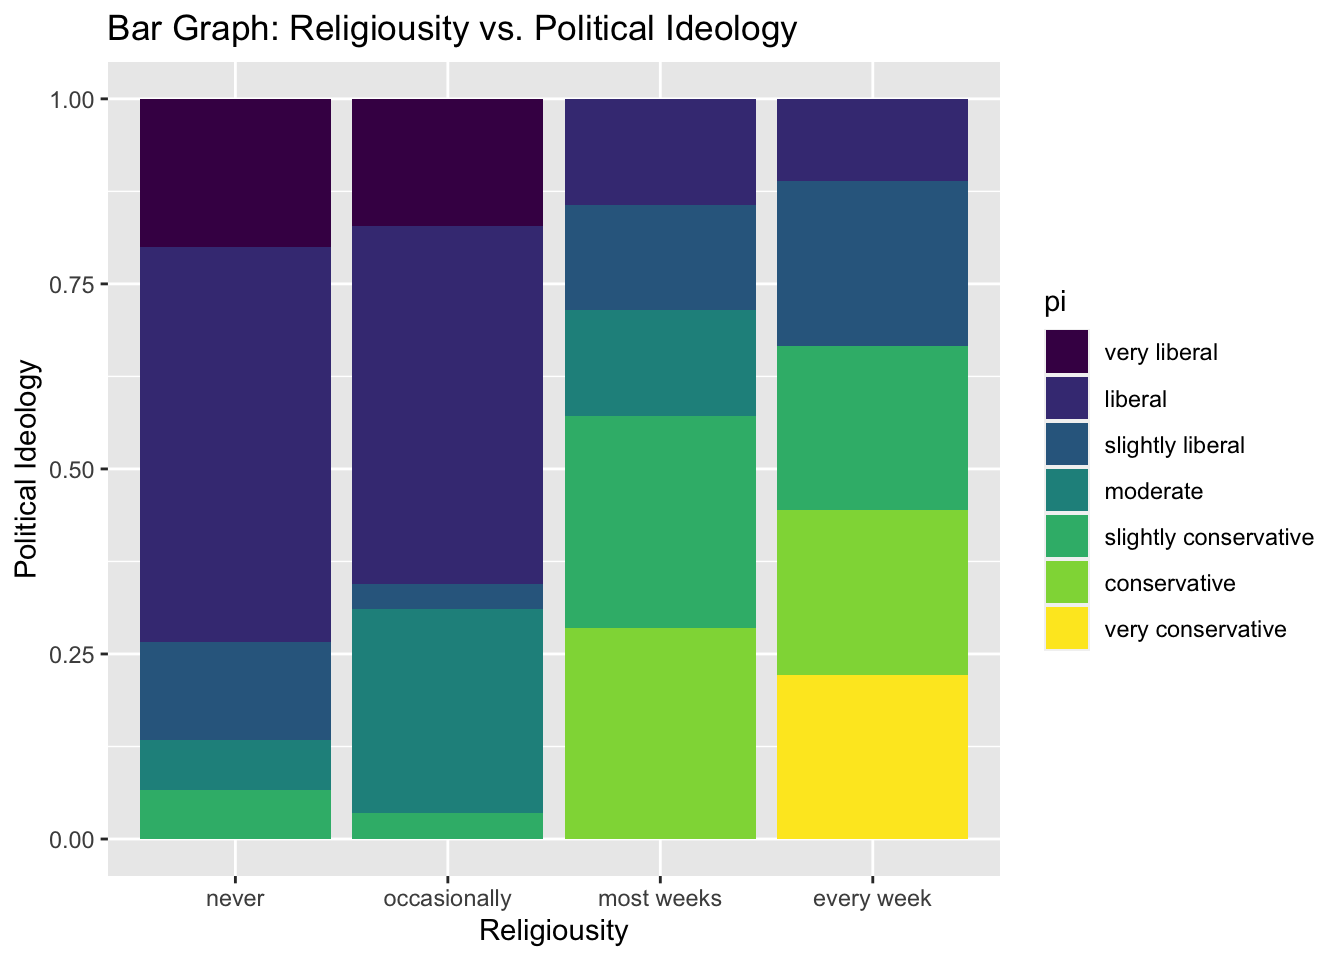 Bar Graph: Religiousity vs. Political Ideology
1.00
0.75
0.50
0.25
0.00
Political Ideology
never
occasionally
most weeks
every week
Religiousity
pi
very liberal
liberal
slightly liberal
moderate
slightly conservative
conservative
very conservative